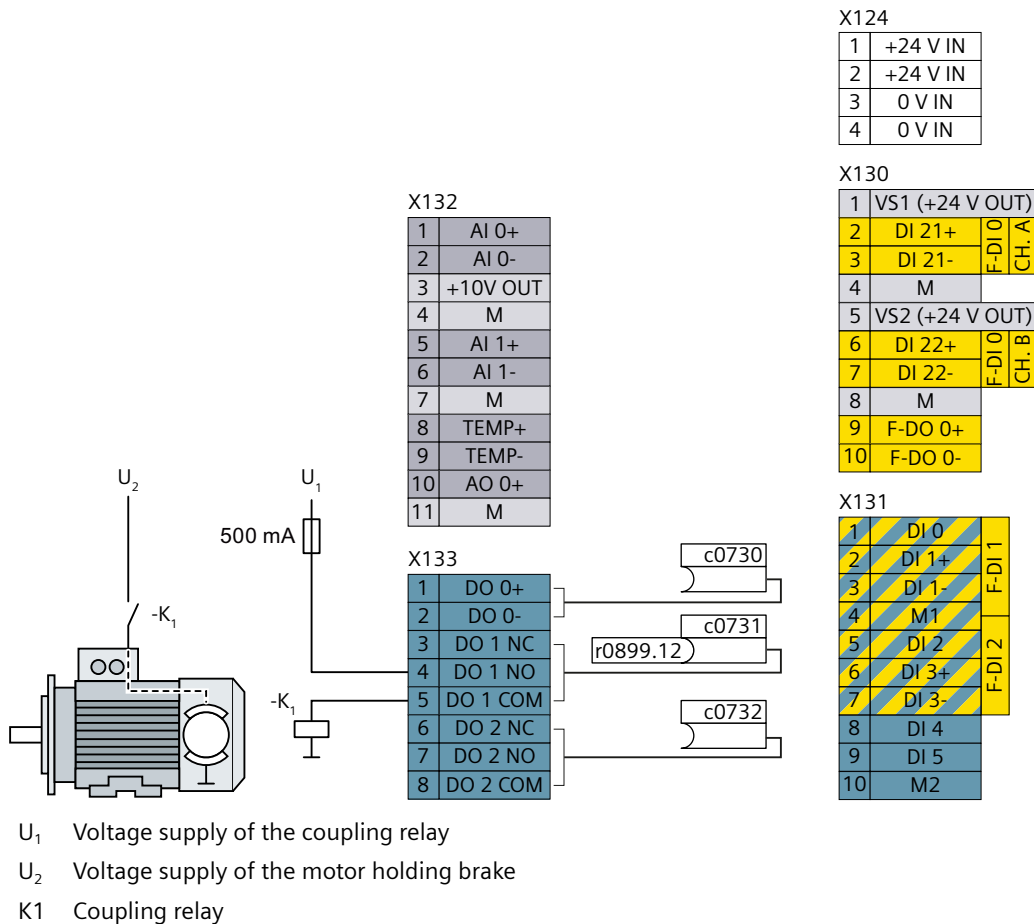 X124
1 +24 V IN
2 +24 V IN
3 0 V IN
4 0 V IN
X130
1 VS1 (+24 V OUT)
2 DI 21+
3 DI 21-
F-DI 0
CH. A
4 M
5 VS2 (+24 V OUT)
6 DI 22+
7 DI 22-
F-DI 0
CH. B
8 M
9 F-DO 0+
10 F-DO 0-
X132
1 AI 0+
2 AI 0-
3 +10V OUT
4 M
5 AI 1+
6 AI 1-
7 M
8 TEMP+
9 TEMP-
10 AO 0+
11 M
U2
U1
500 mA
-K1
-K1
X133
1 DO 0+
2 DO 0-
3 DO 1 NC
4 DO 1 NO
5 DO 1 COM
6 DO 2 NC
7 DO 2 NO
8 DO 2 COM
c0730
c0731
r0899.12
c0732
X131
1 DI 0
2 DI 1+
3 DI 1-
4 M1
5 DI 2
6 DI 3+
7 DI 3-
F-DI 1
F-DI 2
8 DI 4
9 DI 5
10 M2
U1 Voltage supply of the coupling relay
U2 Voltage supply of the motor holding brake
K1 Coupling relay